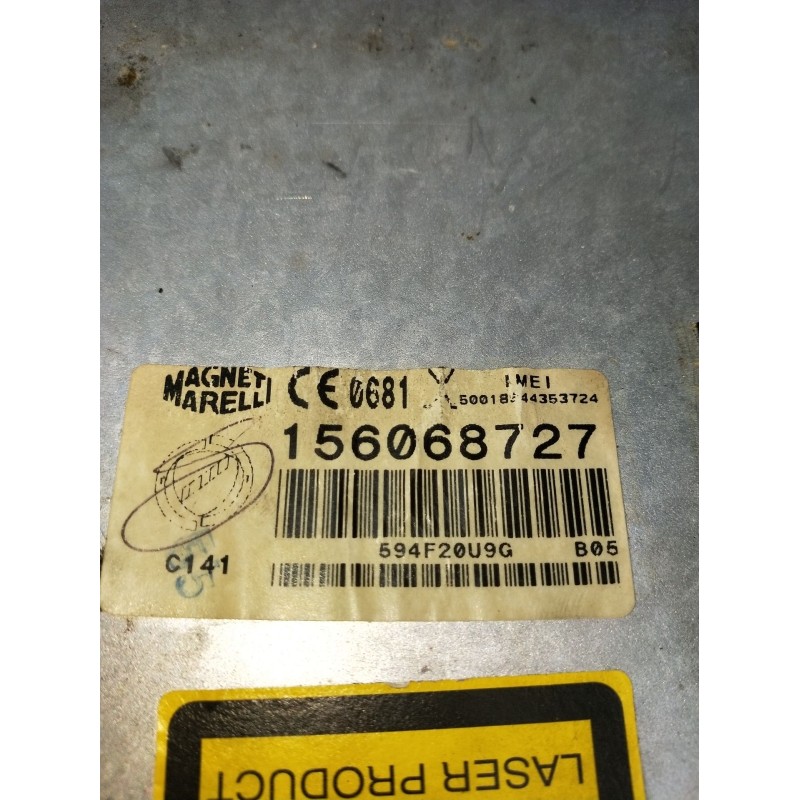 MAGNETI
MARELLI
CE 0681
IMEI
156068727
594F20U9G B05
C141
LASER PRODUCT